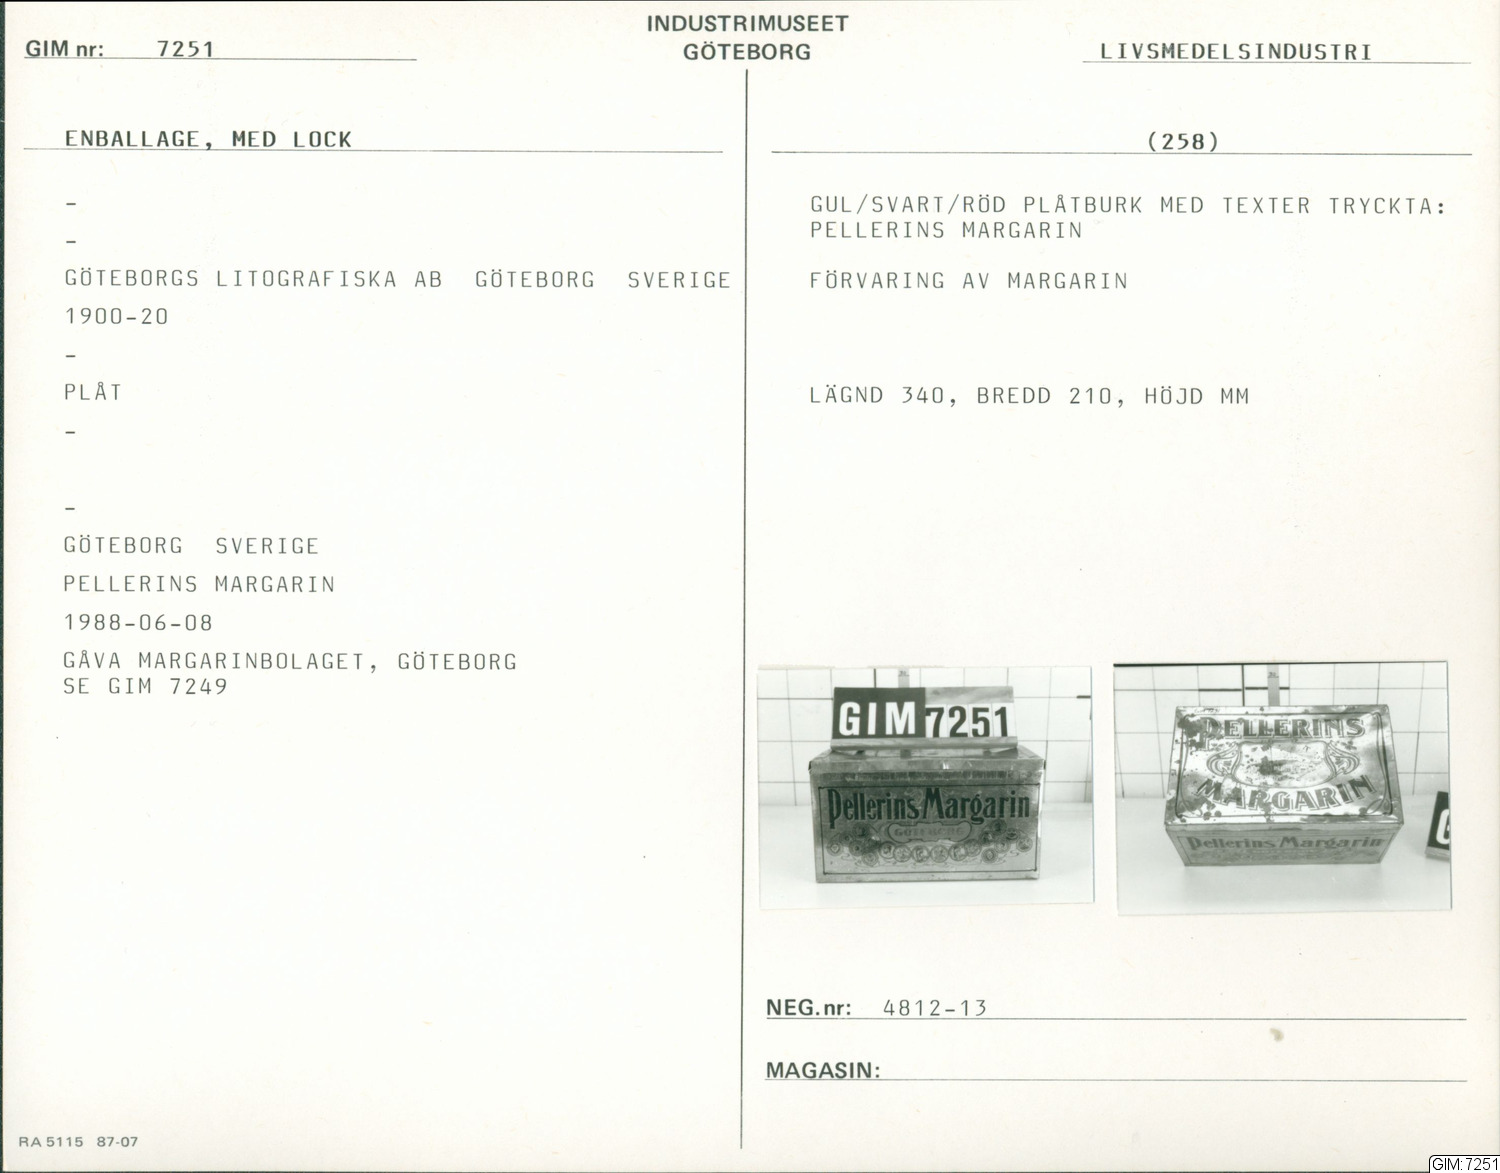 INDUSTRIMUSEET
GÖTEBORG
GIM nr: 7251
LIVSMEDELSINDUSTRI
ENBALLAGE, MED LOCK
(258)
-
-
GÖTEBORGS LITOGRAFISKA AB GÖTEBORG SVERIGE
1900-20
-
PLÅT
-
-
GÖTEBORG SVERIGE
PELLERINS MARGARIN
1988-06-08
GÅVA MARGARINBOLAGET, GÖTEBORG
SE GIM 7249
GUL/SVART/RÖD PLÅTBURK MED TEXTER TRYCKTA:
PELLERINS MARGARIN
FÖRVARING AV MARGARIN
LÄGND 340, BREDD 210, HÖJD MM
GIM 7251
Pellerins Margarin
GÖTEBORG
PELLERINS
MARGARIN
Pellerins Margarin
G
NEG.nr: 4812-13
MAGASIN:
RA 5115 87-07
GIM:7251